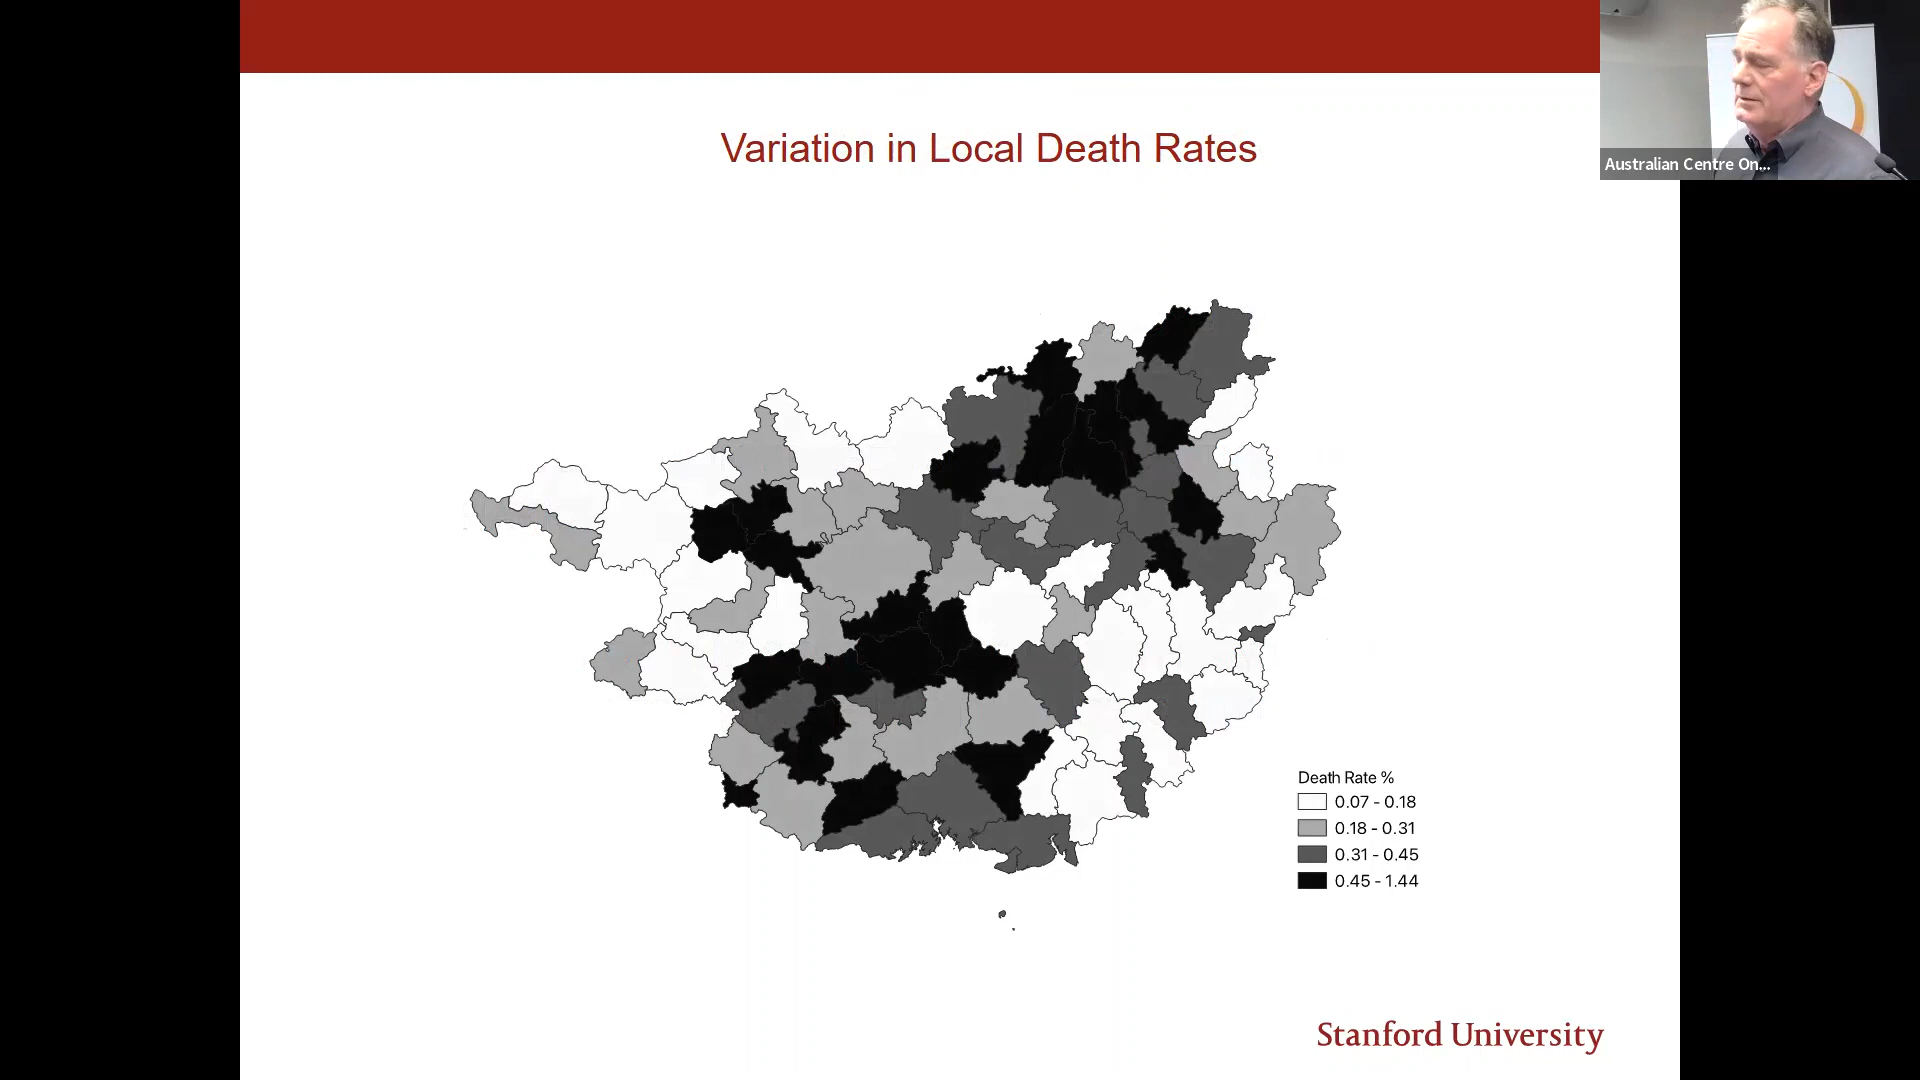 Variation in Local Death Rates
Australian Centre On...
Death Rate %
0.07 - 0.18
0.18 - 0.31
0.31 - 0.45
0.45 - 1.44
Stanford University